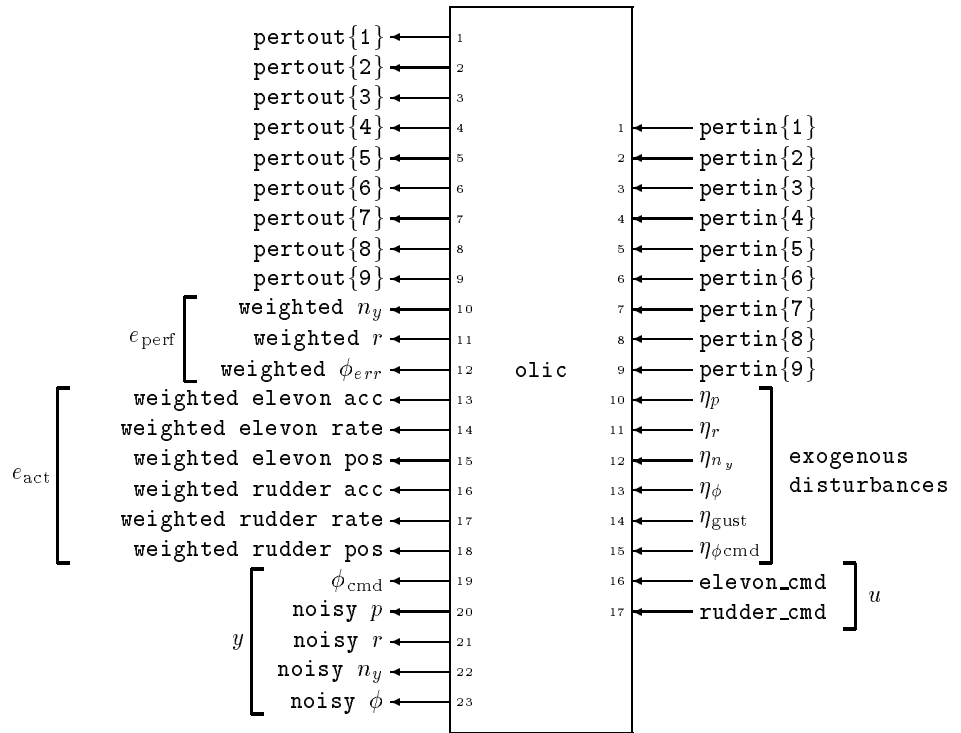 pertout{1} 1
pertout{2} 2
pertout{3} 3
pertout{4} 4 1 pertin{1}
pertout{5} 5 2 pertin{2}
pertout{6} 6 3 pertin{3}
pertout{7} 7 4 pertin{4}
pertout{8} 8 5 pertin{5}
pertout{9} 9 6 pertin{6}
weighted n_y 10 7 pertin{7}
e_perf weighted r 11 8 pertin{8}
weighted ϕ_err 12 olic 9 pertin{9}
weighted elevon acc 13 10 η_p
weighted elevon rate 14 11 η_r
e_act weighted elevon pos 15 12 η_{n_y} exogenous
weighted rudder acc 16 13 η_ϕ disturbances
weighted rudder rate 17 14 η_gust
weighted rudder pos 18 15 η_ϕcmd
ϕ_cmd 19 16 elevon_cmd u
noisy p 20 17 rudder_cmd
y noisy r 21
noisy n_y 22
noisy ϕ 23